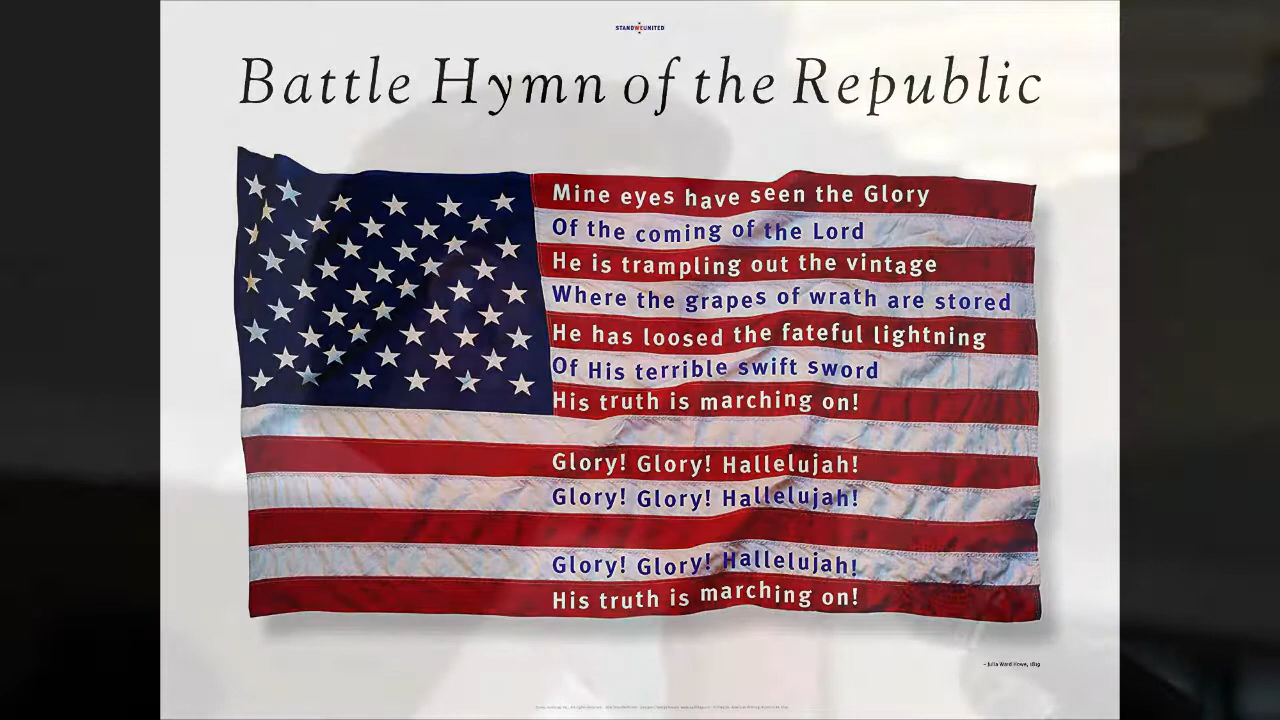 STANDWEUNITED
Battle Hymn of the Republic
Mine eyes have seen the Glory
Of the coming of the Lord
He is trampling out the vintage
Where the grapes of wrath are stored
He has loosed the fateful lightning
Of His terrible swift sword
His truth is marching on!
Glory! Glory! Hallelujah!
Glory! Glory! Hallelujah!
Glory! Glory! Hallelujah!
His truth is marching on!
– Julia Ward Howe, 1819